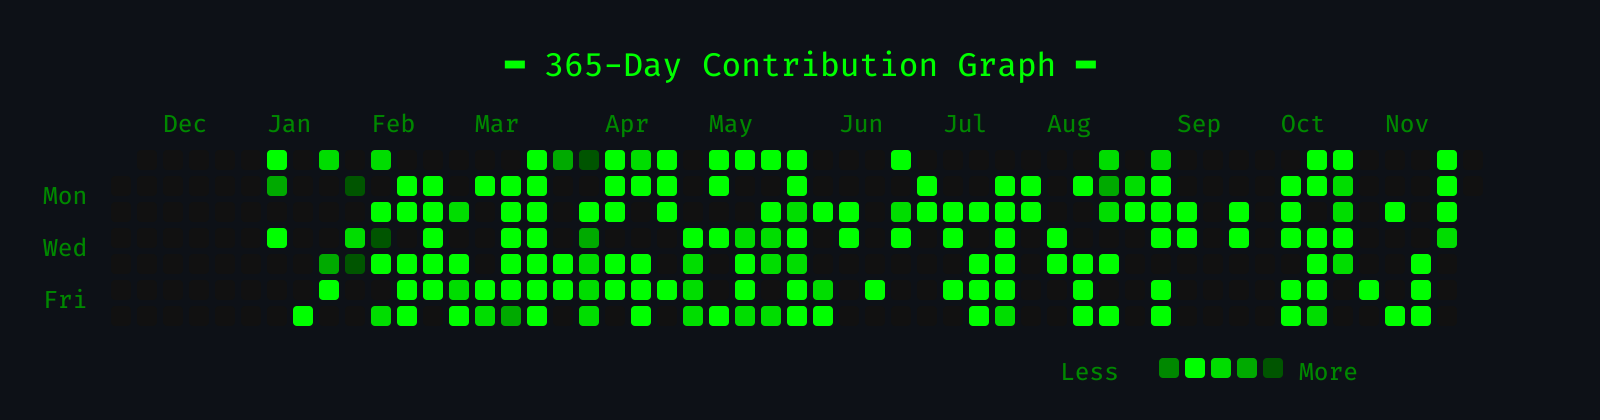 ━ 365-Day Contribution Graph ━
Dec Jan Feb Mar Apr May Jun Jul Aug Sep Oct Nov
Mon
Wed
Fri
Less More